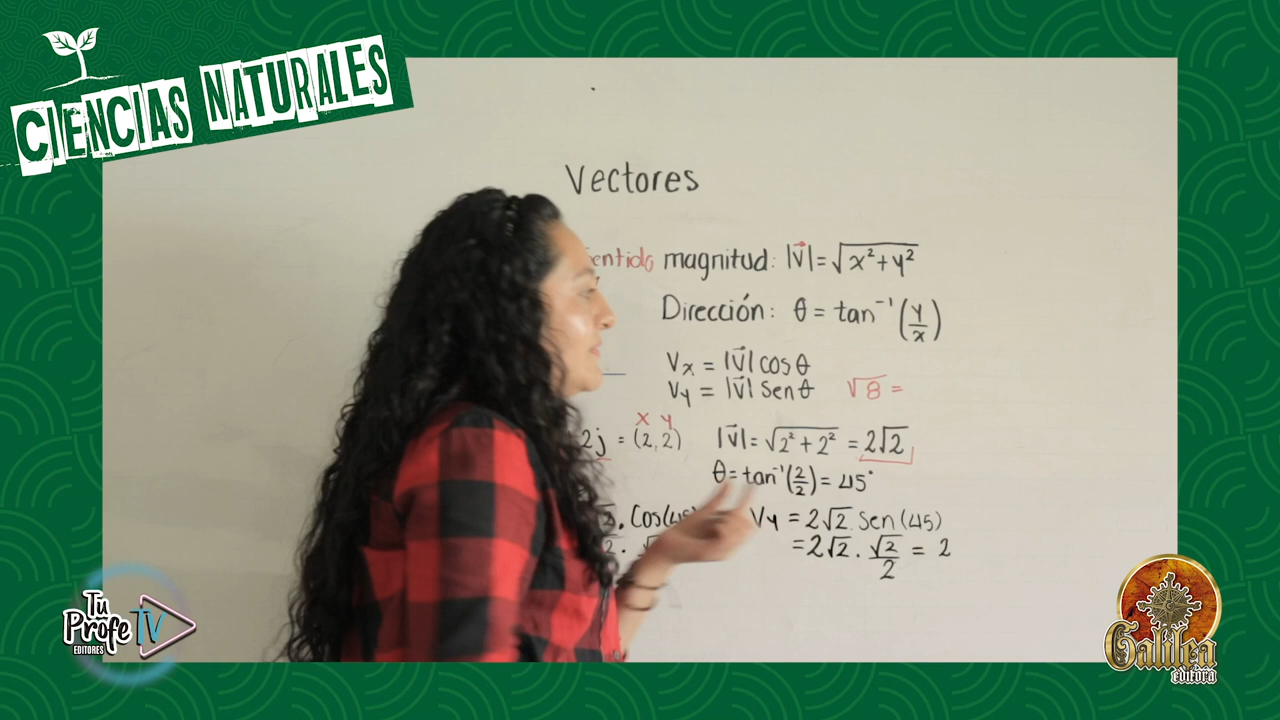 CIENCIAS NATURALES
Vectores
Sentido magnitud: |V⃗| = √x² + y²
Dirección: θ = tan⁻¹(y/x)
Vx = |V⃗| cos θ
Vy = |V⃗| Sen θ √8 =
x y
2j = (2, 2) |V⃗| = √2² + 2² = 2√2
θ = tan⁻¹(2/2) = 45°
. Cos(45 Vy = 2√2 . Sen (45)
= 2√2 . √2/2 = 2
Tu Profe TV
EDITORES
Galilea
editora